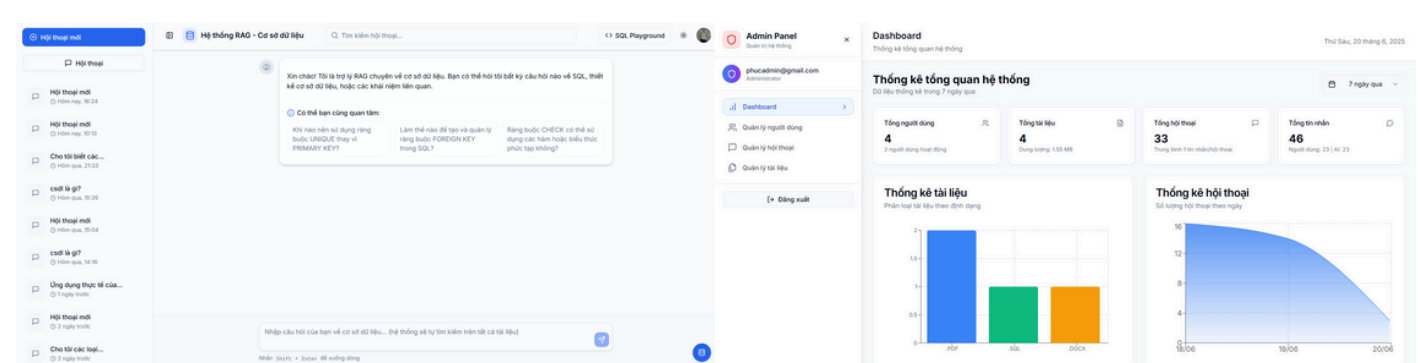 Hội thoại mới
Hội thoại
Hội thoại mới
Hôm nay, 16:24
Hội thoại mới
Hôm nay, 10:13
Cho tôi biết các...
Hôm qua, 21:33
csdl là gì?
Hôm qua, 15:26
Hội thoại mới
Hôm qua, 15:04
csdl là gì?
Hôm qua, 14:16
Ứng dụng thực tế của...
1 ngày trước
Hội thoại mới
2 ngày trước
Cho tôi các loại...
2 ngày trước
Hệ thống RAG - Cơ sở dữ liệu
Tìm kiếm hội thoại...
<> SQL Playground
Xin chào! Tôi là trợ lý RAG chuyên về cơ sở dữ liệu. Bạn có thể hỏi tôi bất kỳ câu hỏi nào về SQL, thiết
kế cơ sở dữ liệu, hoặc các khái niệm liên quan.
Có thể bạn cũng quan tâm:
Khi nào nên sử dụng ràng
buộc UNIQUE thay vì
PRIMARY KEY?
Làm thế nào để tạo và quản lý
ràng buộc FOREIGN KEY
trong SQL?
Ràng buộc CHECK có thể sử
dụng các hàm hoặc biểu thức
phức tạp không?
Nhập câu hỏi của bạn về cơ sở dữ liệu... (hệ thống sẽ tự tìm kiếm trên tất cả tài liệu)
Nhấn Shift + Enter để xuống dòng
Admin Panel
Quản trị hệ thống
phucadmin@gmail.com
Administrator
Dashboard
Quản lý người dùng
Quản lý hội thoại
Quản lý tài liệu
Đăng xuất
Dashboard
Thống kê tổng quan hệ thống
Thứ Sáu, 20 tháng 6, 2025
Thống kê tổng quan hệ thống
Dữ liệu thống kê trong 7 ngày qua
7 ngày qua
Tổng người dùng
4
2 người dùng hoạt động
Tổng tài liệu
4
Dung lượng: 1.55 MB
Tổng hội thoại
33
Trung bình 1 tin nhắn/hội thoại
Tổng tin nhắn
46
Người dùng: 23 | AI: 23
Thống kê tài liệu
Phân loại tài liệu theo định dạng
2
1.5
1
0.5
0
.PDF
.SQL
.DOCX
Thống kê hội thoại
Số lượng hội thoại theo ngày
16
12
8
4
0
18/06
19/06
20/06